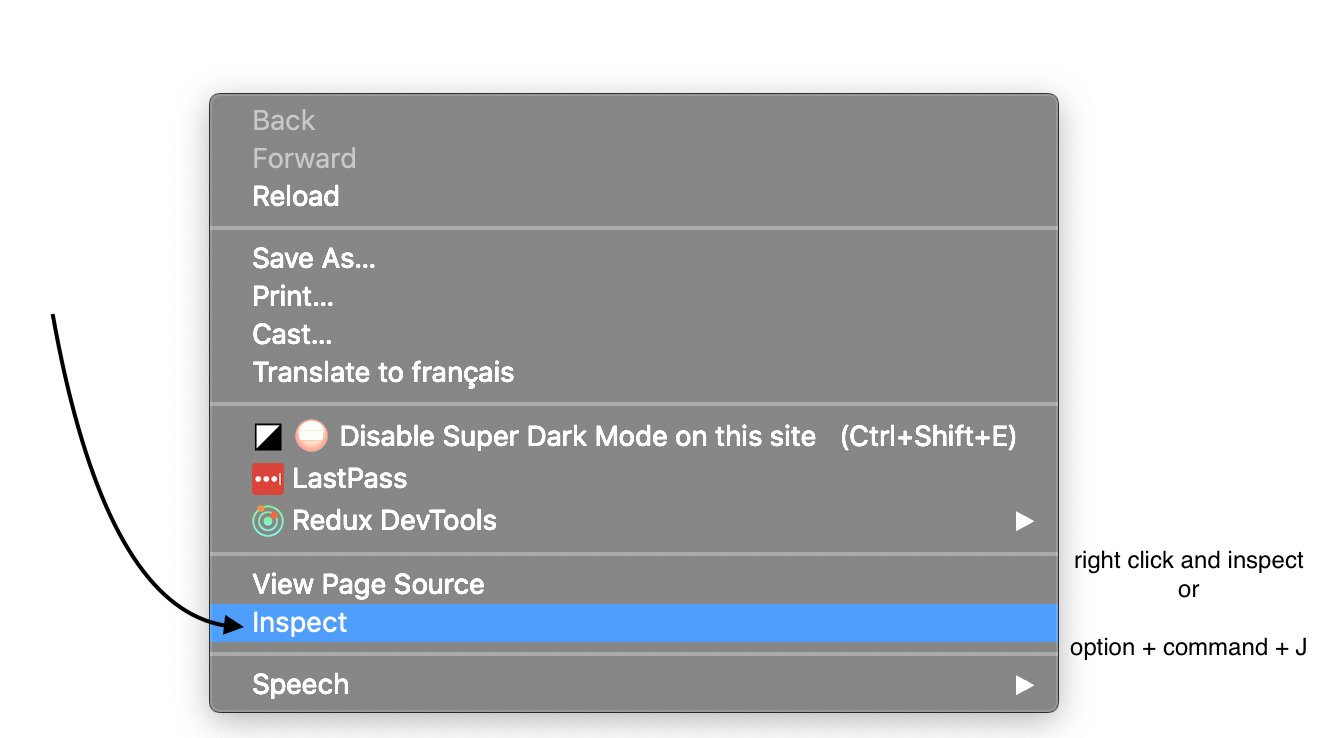 Back
Forward
Reload
Save As...
Print...
Cast...
Translate to français
Disable Super Dark Mode on this site (Ctrl+Shift+E)
LastPass
Redux DevTools
View Page Source
Inspect
Speech
right click and inspect
or
option + command + J